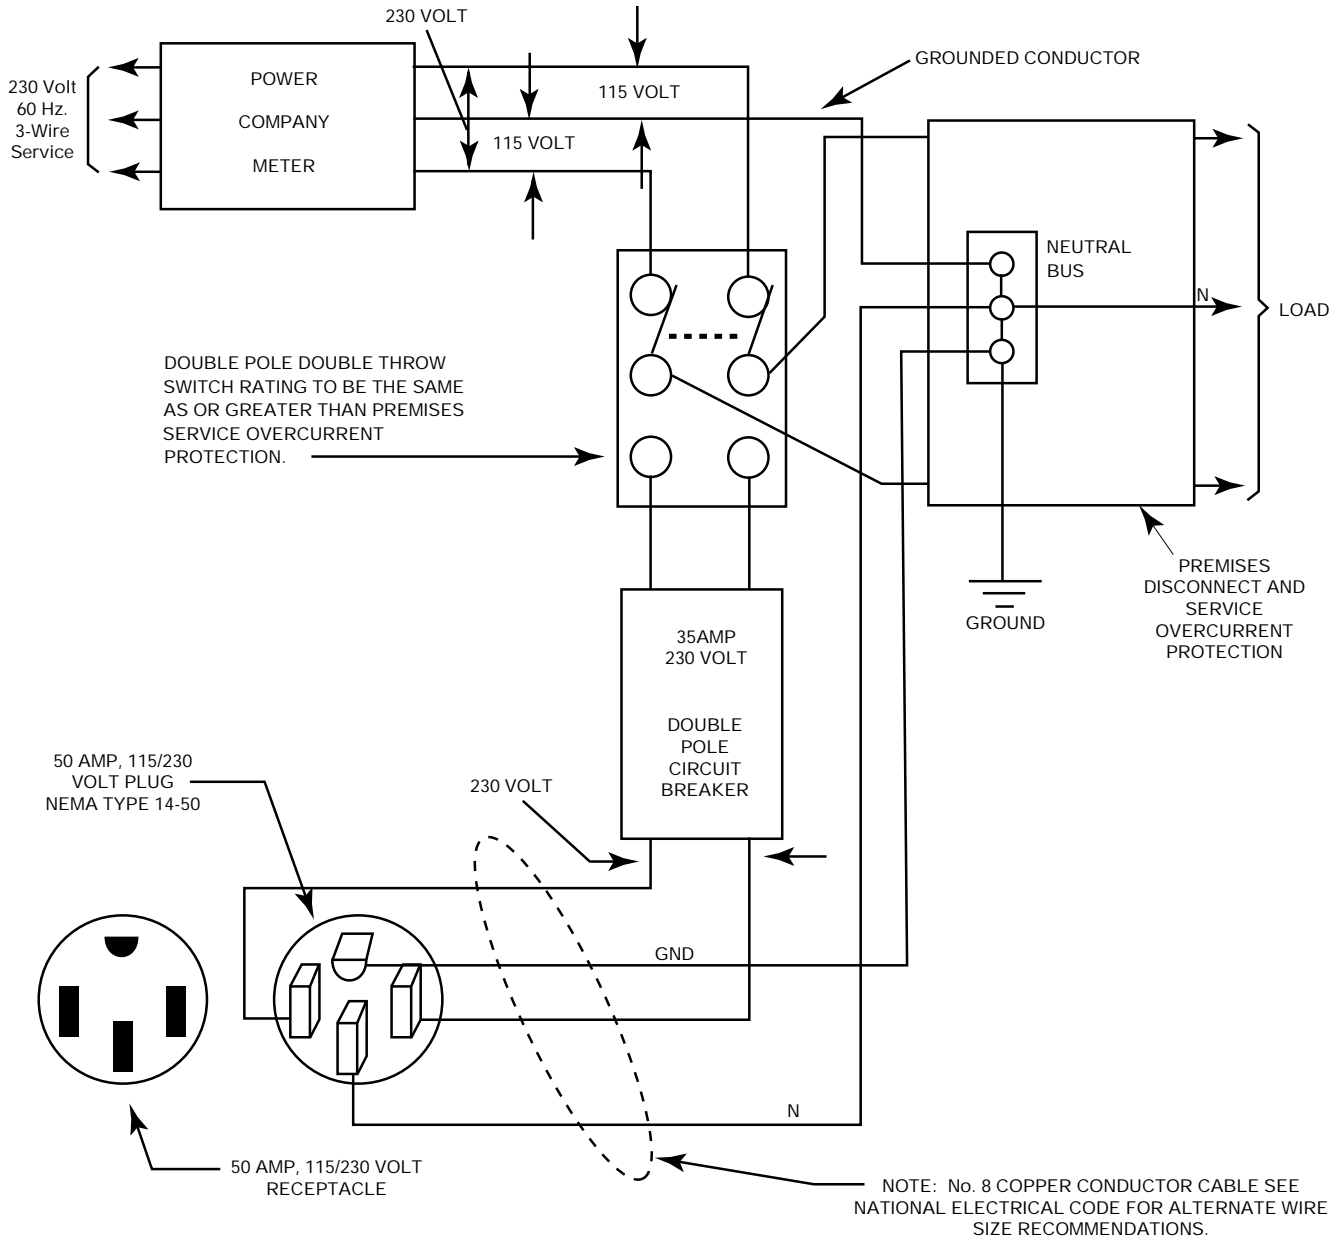 230 VOLT
GROUNDED CONDUCTOR
230 Volt
60 Hz.
3-Wire
Service
POWER
COMPANY
METER
115 VOLT
115 VOLT
NEUTRAL
BUS
N
LOAD
DOUBLE POLE DOUBLE THROW
SWITCH RATING TO BE THE SAME
AS OR GREATER THAN PREMISES
SERVICE OVERCURRENT
PROTECTION.
PREMISES
DISCONNECT AND
SERVICE
OVERCURRENT
PROTECTION
GROUND
35AMP
230 VOLT
DOUBLE
POLE
CIRCUIT
BREAKER
50 AMP, 115/230
VOLT PLUG
NEMA TYPE 14-50
230 VOLT
GND
N
50 AMP, 115/230 VOLT
RECEPTACLE
NOTE: No. 8 COPPER CONDUCTOR CABLE SEE
NATIONAL ELECTRICAL CODE FOR ALTERNATE WIRE
SIZE RECOMMENDATIONS.